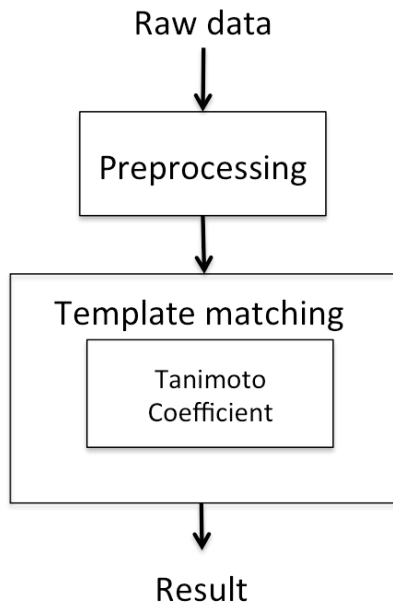 Raw data
Preprocessing
Template matching
Tanimoto
Coefficient
Result